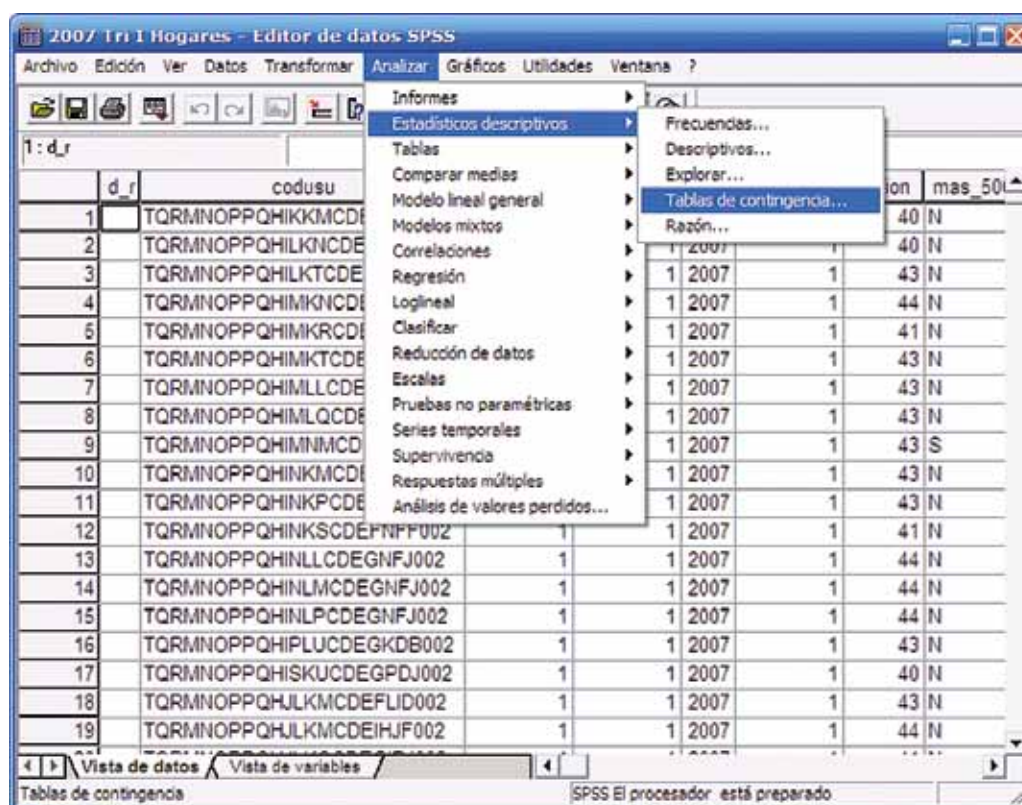 2007 Tri I Hogares - Editor de datos SPSS
Archivo Edición Ver Datos Transformar Analizar Gráficos Utilidades Ventana ?
Informes
Estadísticos descriptivos
Tablas
Comparar medias
Modelo lineal general
Modelos mixtos
Correlaciones
Regresión
Loglineal
Clasificar
Reducción de datos
Escalas
Pruebas no paramétricas
Series temporales
Supervivencia
Respuestas múltiples
Análisis de valores perdidos...
Frecuencias...
Descriptivos...
Explorar...
Tablas de contingencia...
Razón...
1 : d_r
d_r codusu ion mas_50
1 TQRMNOPPQHIKKMCDE 40 N
2 TQRMNOPPQHILKNCDE 1 2007 1 40 N
3 TQRMNOPPQHILKTCDE 1 2007 1 43 N
4 TQRMNOPPQHIMKNCDE 1 2007 1 44 N
5 TQRMNOPPQHIMKRCDE 1 2007 1 41 N
6 TQRMNOPPQHIMKTCDE 1 2007 1 43 N
7 TQRMNOPPQHIMLLCDE 1 2007 1 43 N
8 TQRMNOPPQHIMLQCDE 1 2007 1 43 N
9 TQRMNOPPQHIMNMCD 1 2007 1 43 S
10 TQRMNOPPQHINKMCDE 1 2007 1 43 N
11 TQRMNOPPQHINKPCDE 1 2007 1 43 N
12 TQRMNOPPQHINKSCDEFNFF002 1 1 2007 1 41 N
13 TQRMNOPPQHINLLCDEGNFJ002 1 1 2007 1 44 N
14 TQRMNOPPQHINLMCDEGNFJ002 1 1 2007 1 44 N
15 TQRMNOPPQHINLPCDEGNFJ002 1 1 2007 1 44 N
16 TQRMNOPPQHIPLUCDEGKDB002 1 1 2007 1 43 N
17 TQRMNOPPQHISKUCDEGPDJ002 1 1 2007 1 40 N
18 TQRMNOPPQHJLKMCDEFLID002 1 1 2007 1 43 N
19 TQRMNOPPQHJLKMCDEIHJF002 1 1 2007 1 44 N
Vista de datos Vista de variables
Tablas de contingencia SPSS El procesador está preparado